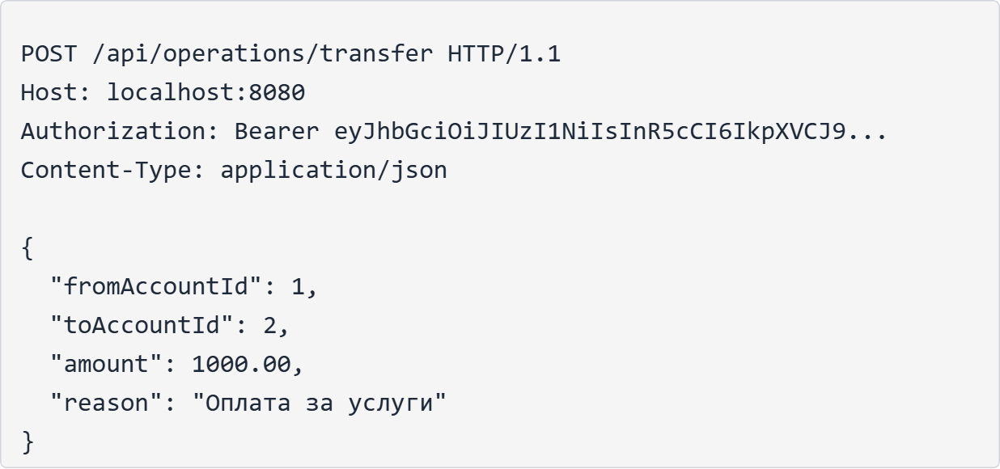 POST /api/operations/transfer HTTP/1.1
Host: localhost:8080
Authorization: Bearer eyJhbGciOiJIUzI1NiIsInR5cCI6IkpXVCJ9...
Content-Type: application/json

{
  "fromAccountId": 1,
  "toAccountId": 2,
  "amount": 1000.00,
  "reason": "Оплата за услуги"
}